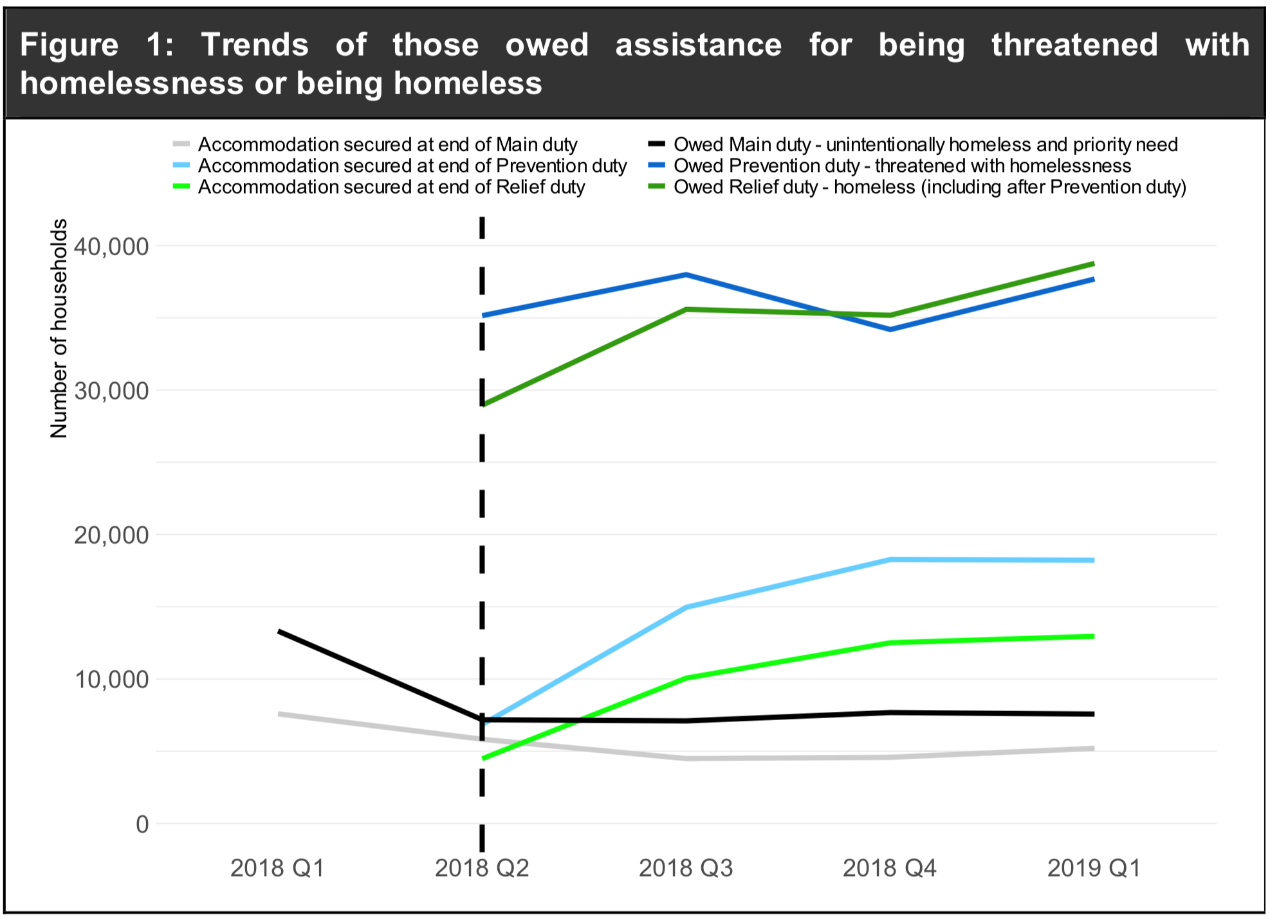 Figure 1: Trends of those owed assistance for being threatened with
homelessness or being homeless
Accommodation secured at end of Main duty
Accommodation secured at end of Prevention duty
Accommodation secured at end of Relief duty
Owed Main duty - unintentionally homeless and priority need
Owed Prevention duty - threatened with homelessness
Owed Relief duty - homeless (including after Prevention duty)
Number of households
40,000
30,000
20,000
10,000
0
2018 Q1
2018 Q2
2018 Q3
2018 Q4
2019 Q1